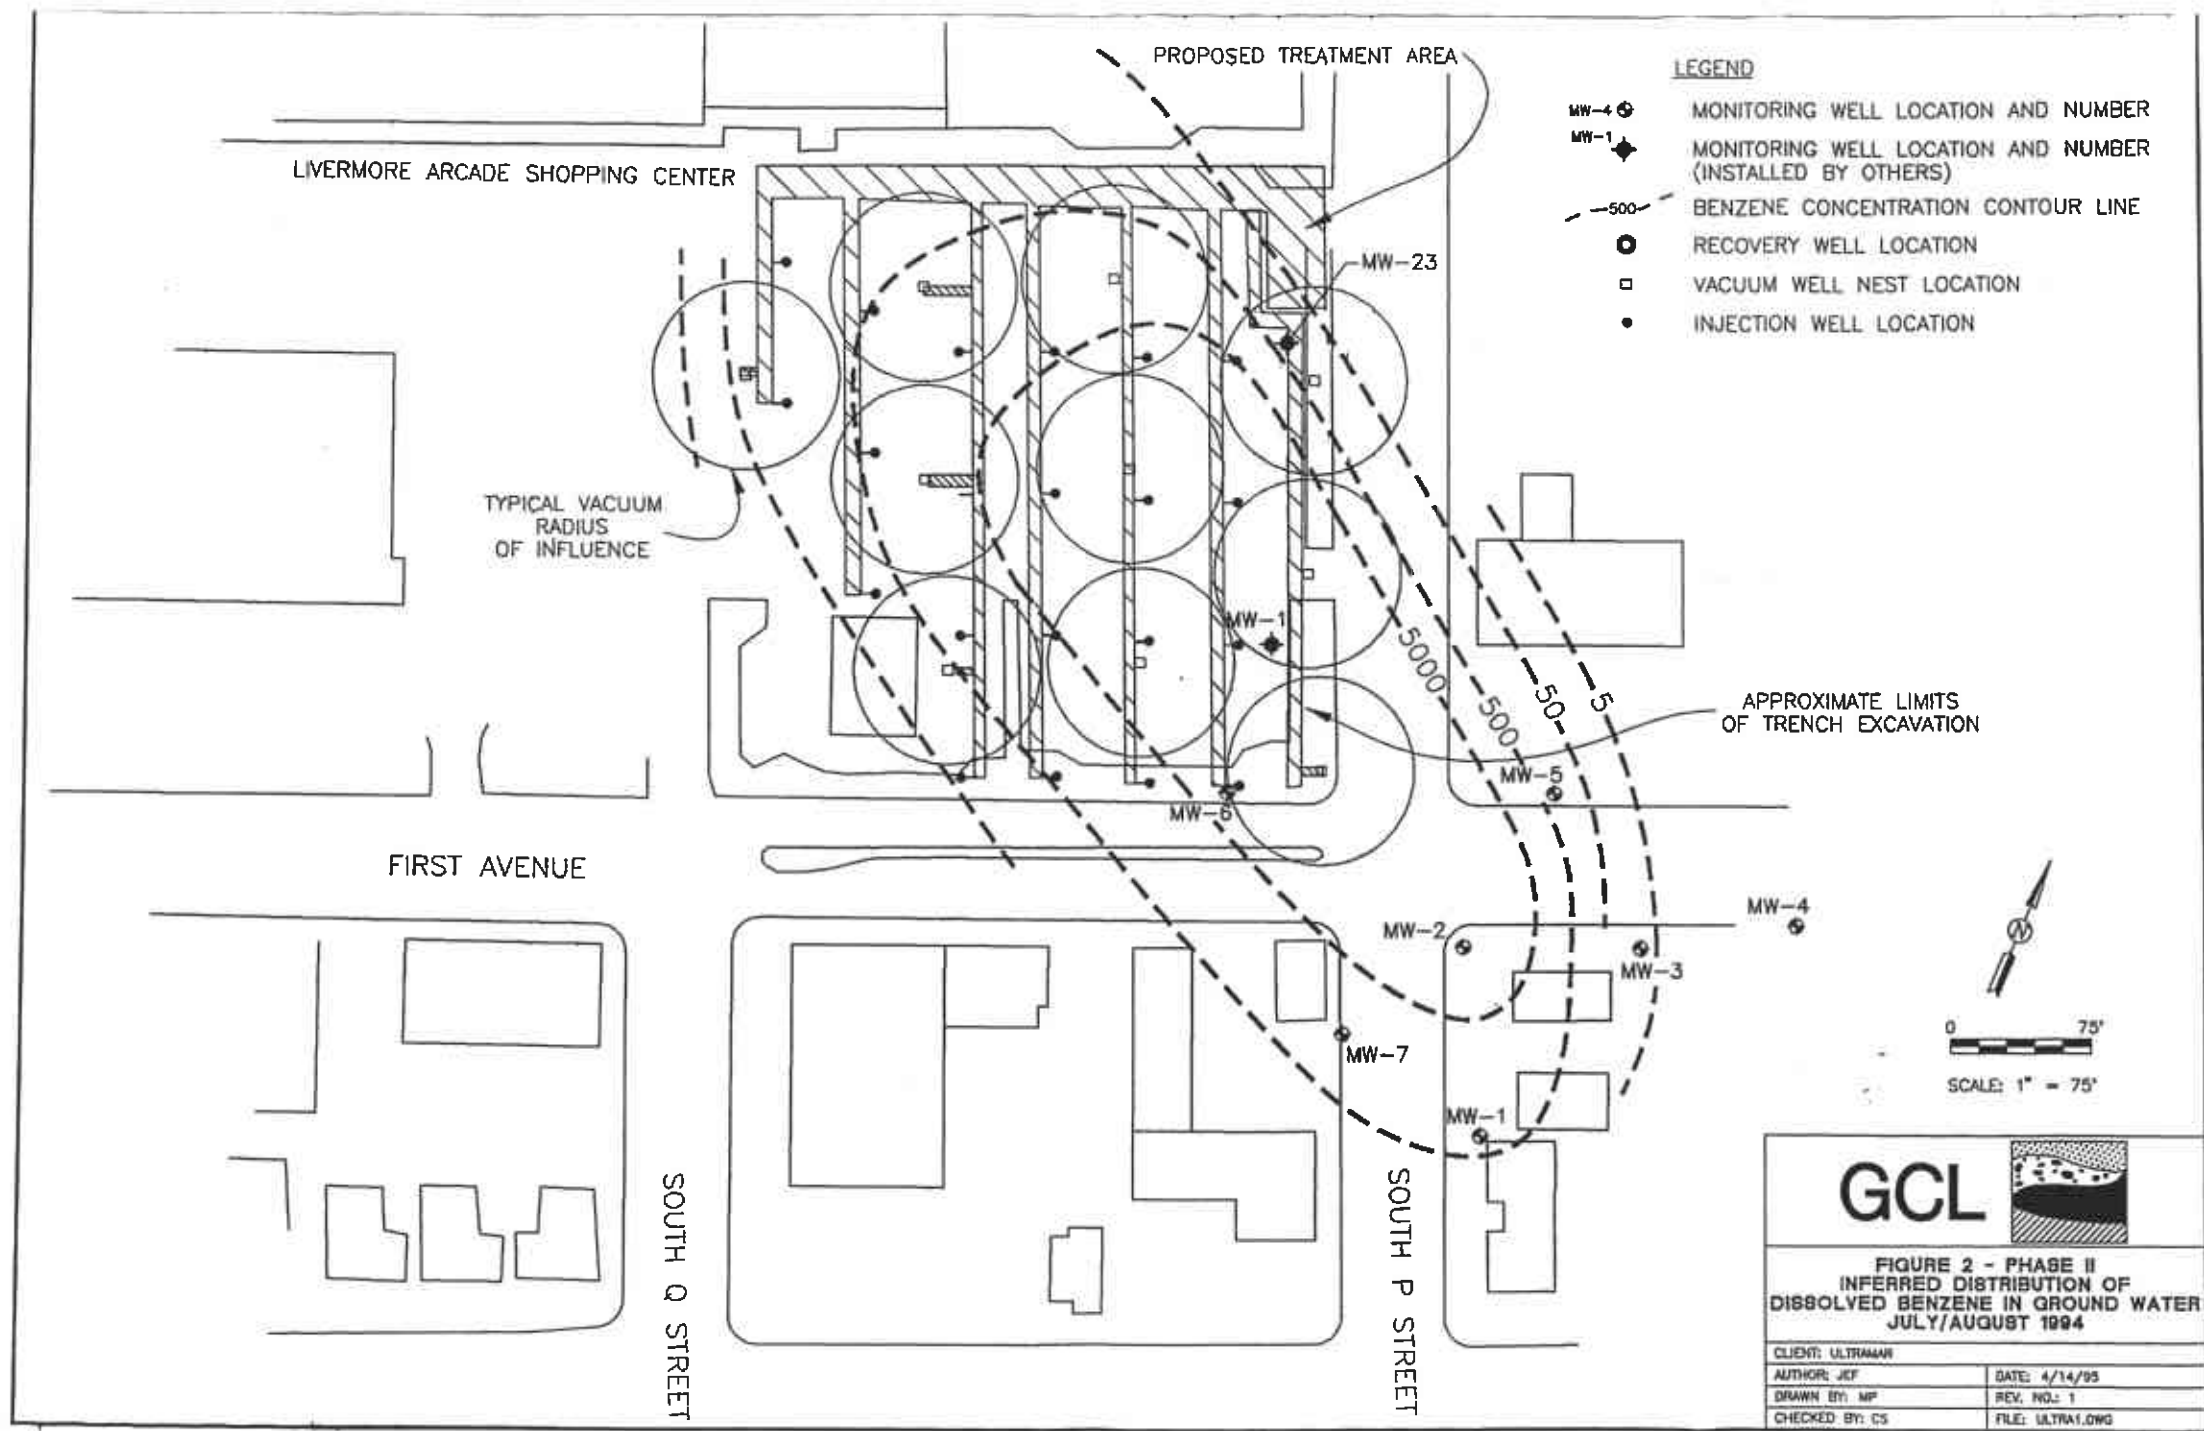 PROPOSED TREATMENT AREA
LEGEND
MW-4 MONITORING WELL LOCATION AND NUMBER
MW-1 MONITORING WELL LOCATION AND NUMBER
(INSTALLED BY OTHERS)
500 BENZENE CONCENTRATION CONTOUR LINE
RECOVERY WELL LOCATION
VACUUM WELL NEST LOCATION
INJECTION WELL LOCATION
LIVERMORE ARCADE SHOPPING CENTER
MW-23
TYPICAL VACUUM
RADIUS
OF INFLUENCE
MW-1
5000
500
50
5
APPROXIMATE LIMITS
OF TRENCH EXCAVATION
MW-5
MW-6
FIRST AVENUE
MW-2
MW-3
MW-4
MW-7
MW-1
N
0 75'
SCALE: 1" = 75'
SOUTH Q STREET
SOUTH P STREET
GCL
FIGURE 2 - PHASE II
INFERRED DISTRIBUTION OF
DISSOLVED BENZENE IN GROUND WATER
JULY/AUGUST 1994
CLIENT: ULTRAMAR
AUTHOR: JEF
DATE: 4/14/95
DRAWN BY: MP
REV. NO.: 1
CHECKED BY: CS
FILE: ULTRA1.DWG